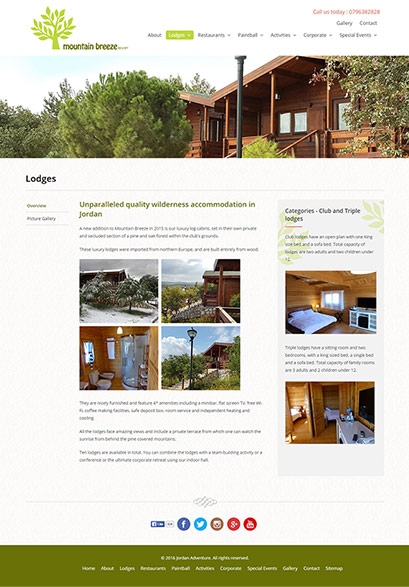 Call us today : 0796382828
Gallery Contact
mountain breeze
About Lodges Restaurants Paintball Activities Corporate Special Events
Lodges
Overview
Picture Gallery
Unparalleled quality wilderness accommodation in
Jordan
A new addition to Mountain Breeze in 2015 is our luxury log cabins, set in their own private
and secluded section of a pine and oak forest within the club's grounds.
These luxury lodges were imported from northern Europe, and are built entirely from wood.
They are nicely furnished and feature 4* amenities including a minibar, flat screen TV, free Wi-
Fi, coffee making facilities, safe deposit box, room service and independent heating and
cooling.
All the lodges face amazing views and include a private terrace from which one can watch the
sunrise from behind the pine covered mountains.
Ten lodges are available in total. You can combine the lodges with a team-building activity or a
conference or the ultimate corporate retreat using our indoor hall.
Categories - Club and Triple
lodges
Club lodges have an open plan with one king
size bed and a sofa bed. Total capacity of
lodges are two adults and two children under
12.
Triple lodges have a sitting room and two
bedrooms, with a king sized bed, a single bed
and a sofa bed. Total capacity of family rooms
are 3 adults and 2 children under 12.
© 2016 Jordan Adventure. All rights reserved.
Home About Lodges Restaurants Paintball Activities Corporate Special Events Gallery Contact Sitemap